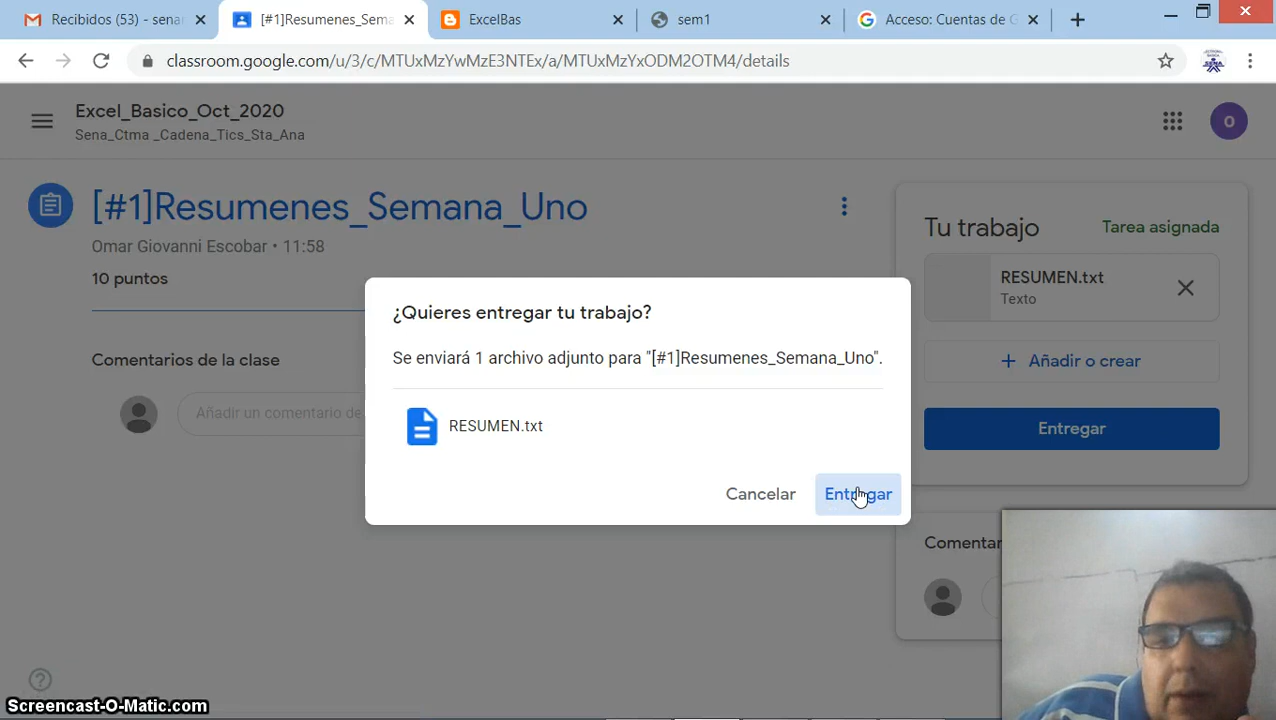 Recibidos (53) - sena
[#1]Resumenes_Sema
ExcelBas
sem1
Acceso: Cuentas de G
classroom.google.com/u/3/c/MTUxMzYwMzE3NTEx/a/MTUxMzYxODM2OTM4/details
Excel_Basico_Oct_2020
Sena_Ctma _Cadena_Tics_Sta_Ana
O
[#1]Resumenes_Semana_Uno
Omar Giovanni Escobar • 11:58
10 puntos
Tu trabajo
Tarea asignada
RESUMEN.txt
Texto
+ Añadir o crear
Entregar
¿Quieres entregar tu trabajo?
Se enviará 1 archivo adjunto para "[#1]Resumenes_Semana_Uno".
RESUMEN.txt
Cancelar
Entregar
Comentarios de la clase
Añadir un comentario de
Comentar
Screencast-O-Matic.com